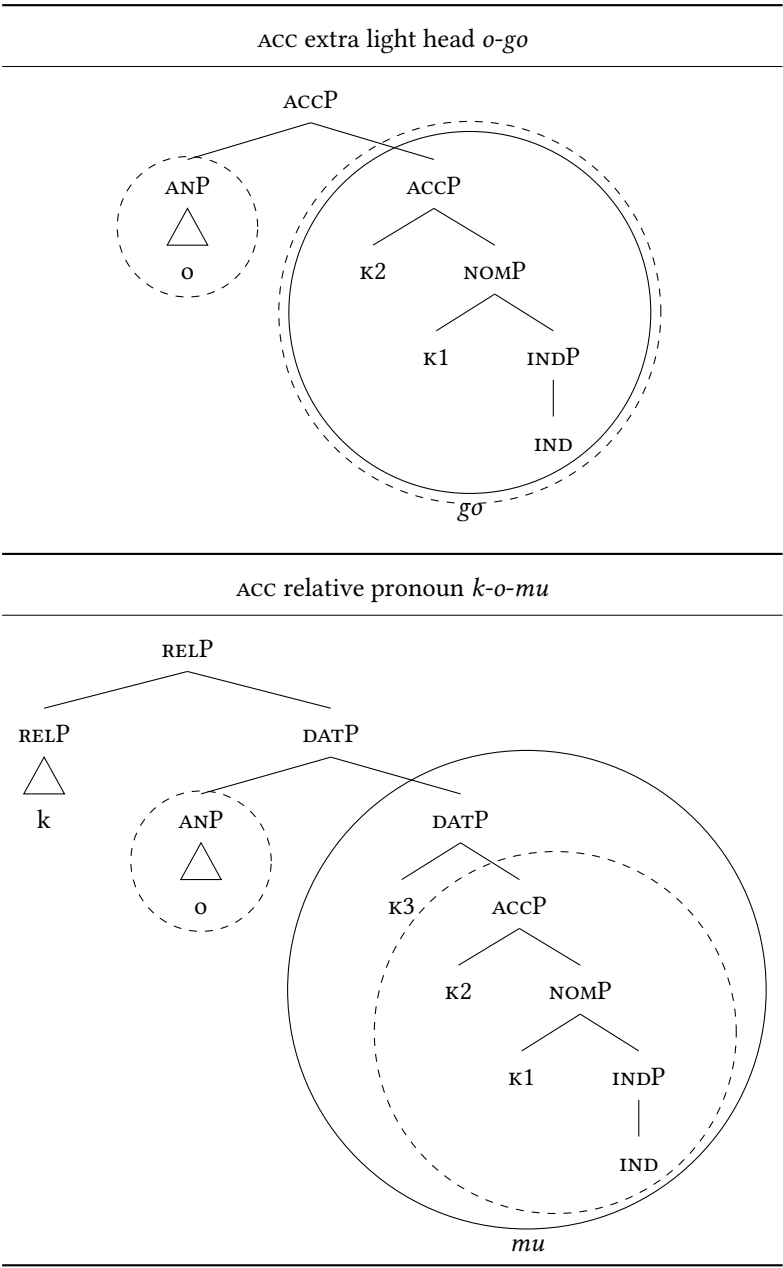 ACC extra light head o-go
ACCP
ANP ACCP
o K2 NOMP
K1 INDP
IND
go
ACC relative pronoun k-o-mu
RELP
RELP DATP
k ANP DATP
o K3 ACCP
K2 NOMP
K1 INDP
IND
mu